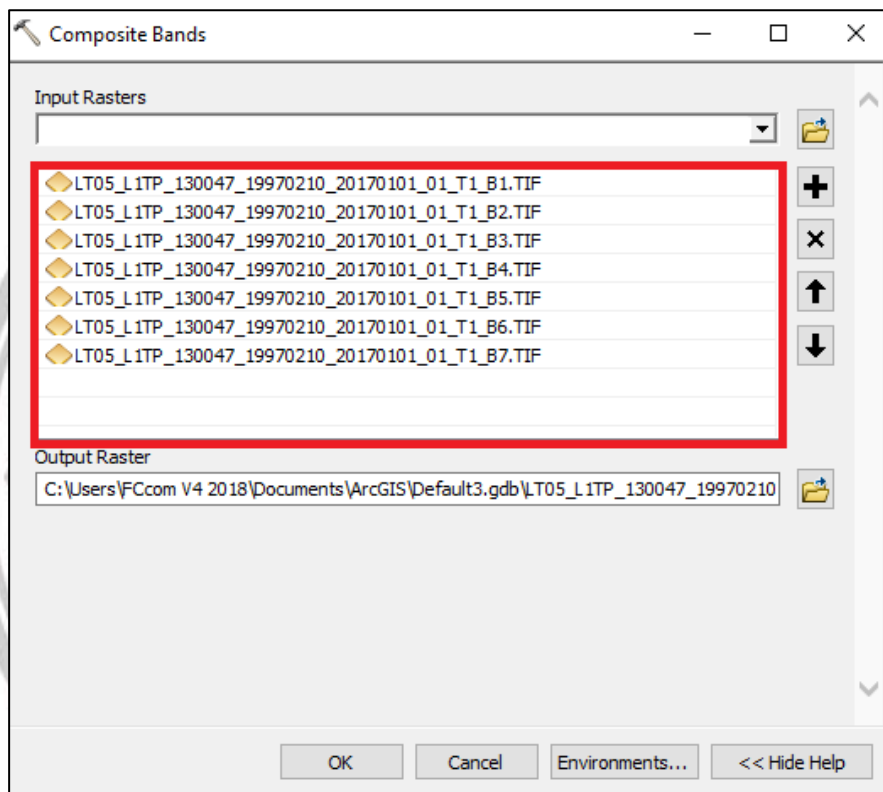 Composite Bands
Input Rasters
LT05_L1TP_130047_19970210_20170101_01_T1_B1.TIF
LT05_L1TP_130047_19970210_20170101_01_T1_B2.TIF
LT05_L1TP_130047_19970210_20170101_01_T1_B3.TIF
LT05_L1TP_130047_19970210_20170101_01_T1_B4.TIF
LT05_L1TP_130047_19970210_20170101_01_T1_B5.TIF
LT05_L1TP_130047_19970210_20170101_01_T1_B6.TIF
LT05_L1TP_130047_19970210_20170101_01_T1_B7.TIF
Output Raster
C:\Users\FCcom V4 2018\Documents\ArcGIS\Default3.gdb\LT05_L1TP_130047_19970210
OK Cancel Environments... << Hide Help